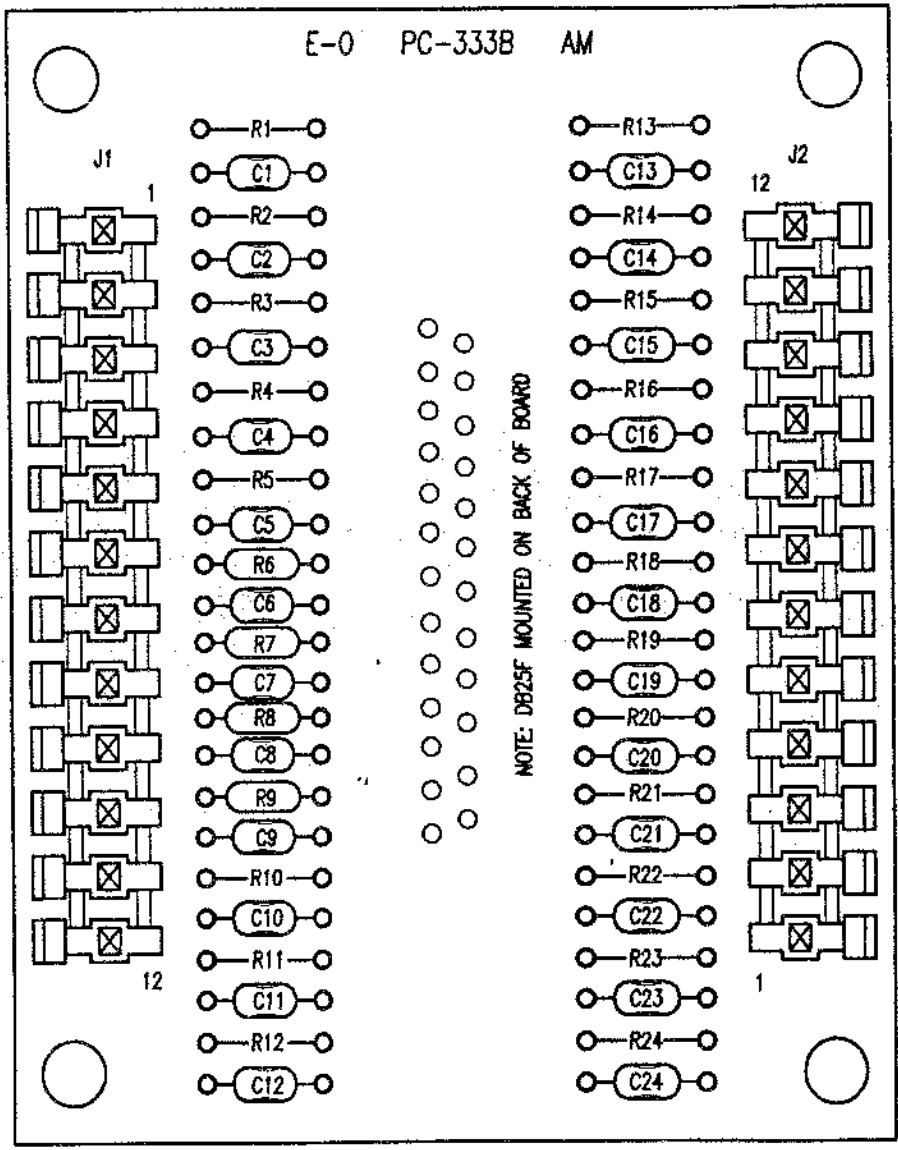 E-0 PC-333B AM
J1
1
R1
C1
R2
C2
R3
C3
R4
C4
R5
C5
R6
C6
R7
C7
R8
C8
R9
C9
R10
C10
R11
C11
R12
C12
12
NOTE: DB25F MOUNTED ON BACK OF BOARD
R13
C13
R14
C14
R15
C15
R16
C16
R17
C17
R18
C18
R19
C19
R20
C20
R21
C21
R22
C22
R23
C23
R24
C24
J2
12
1